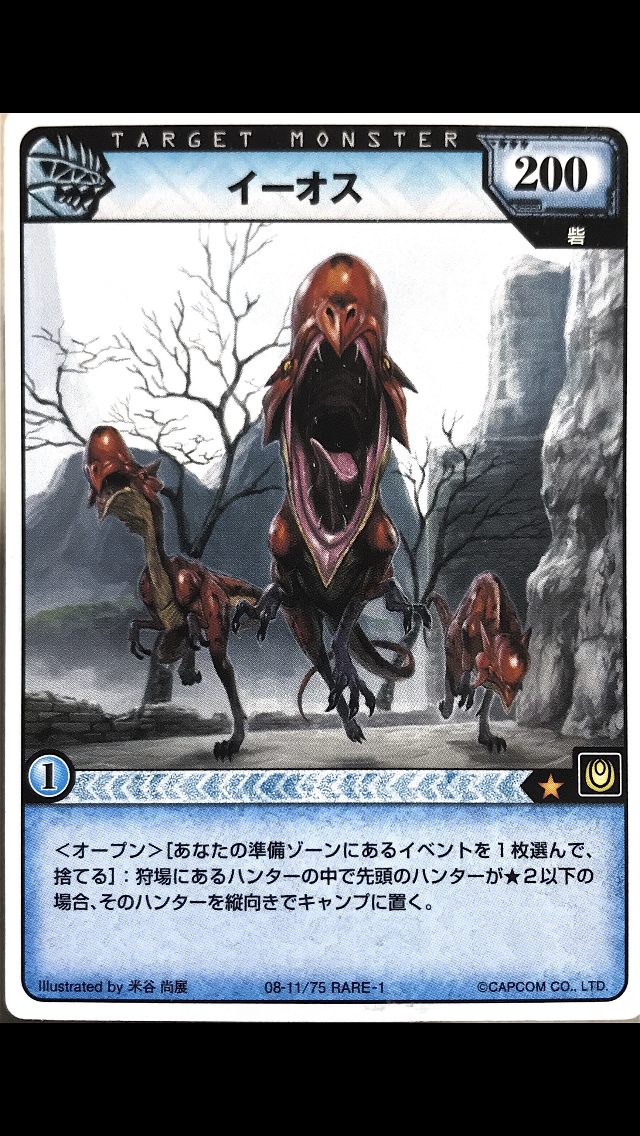 TARGET MONSTER
イーオス
200
砦
1
＜オープン＞[あなたの準備ゾーンにあるイベントを１枚選んで、
捨てる]：狩場にあるハンターの中で先頭のハンターが★２以下の
場合、そのハンターを縦向きでキャンプに置く。
Illustrated by 米谷 尚展
08-11/75 RARE-1
©CAPCOM CO., LTD.